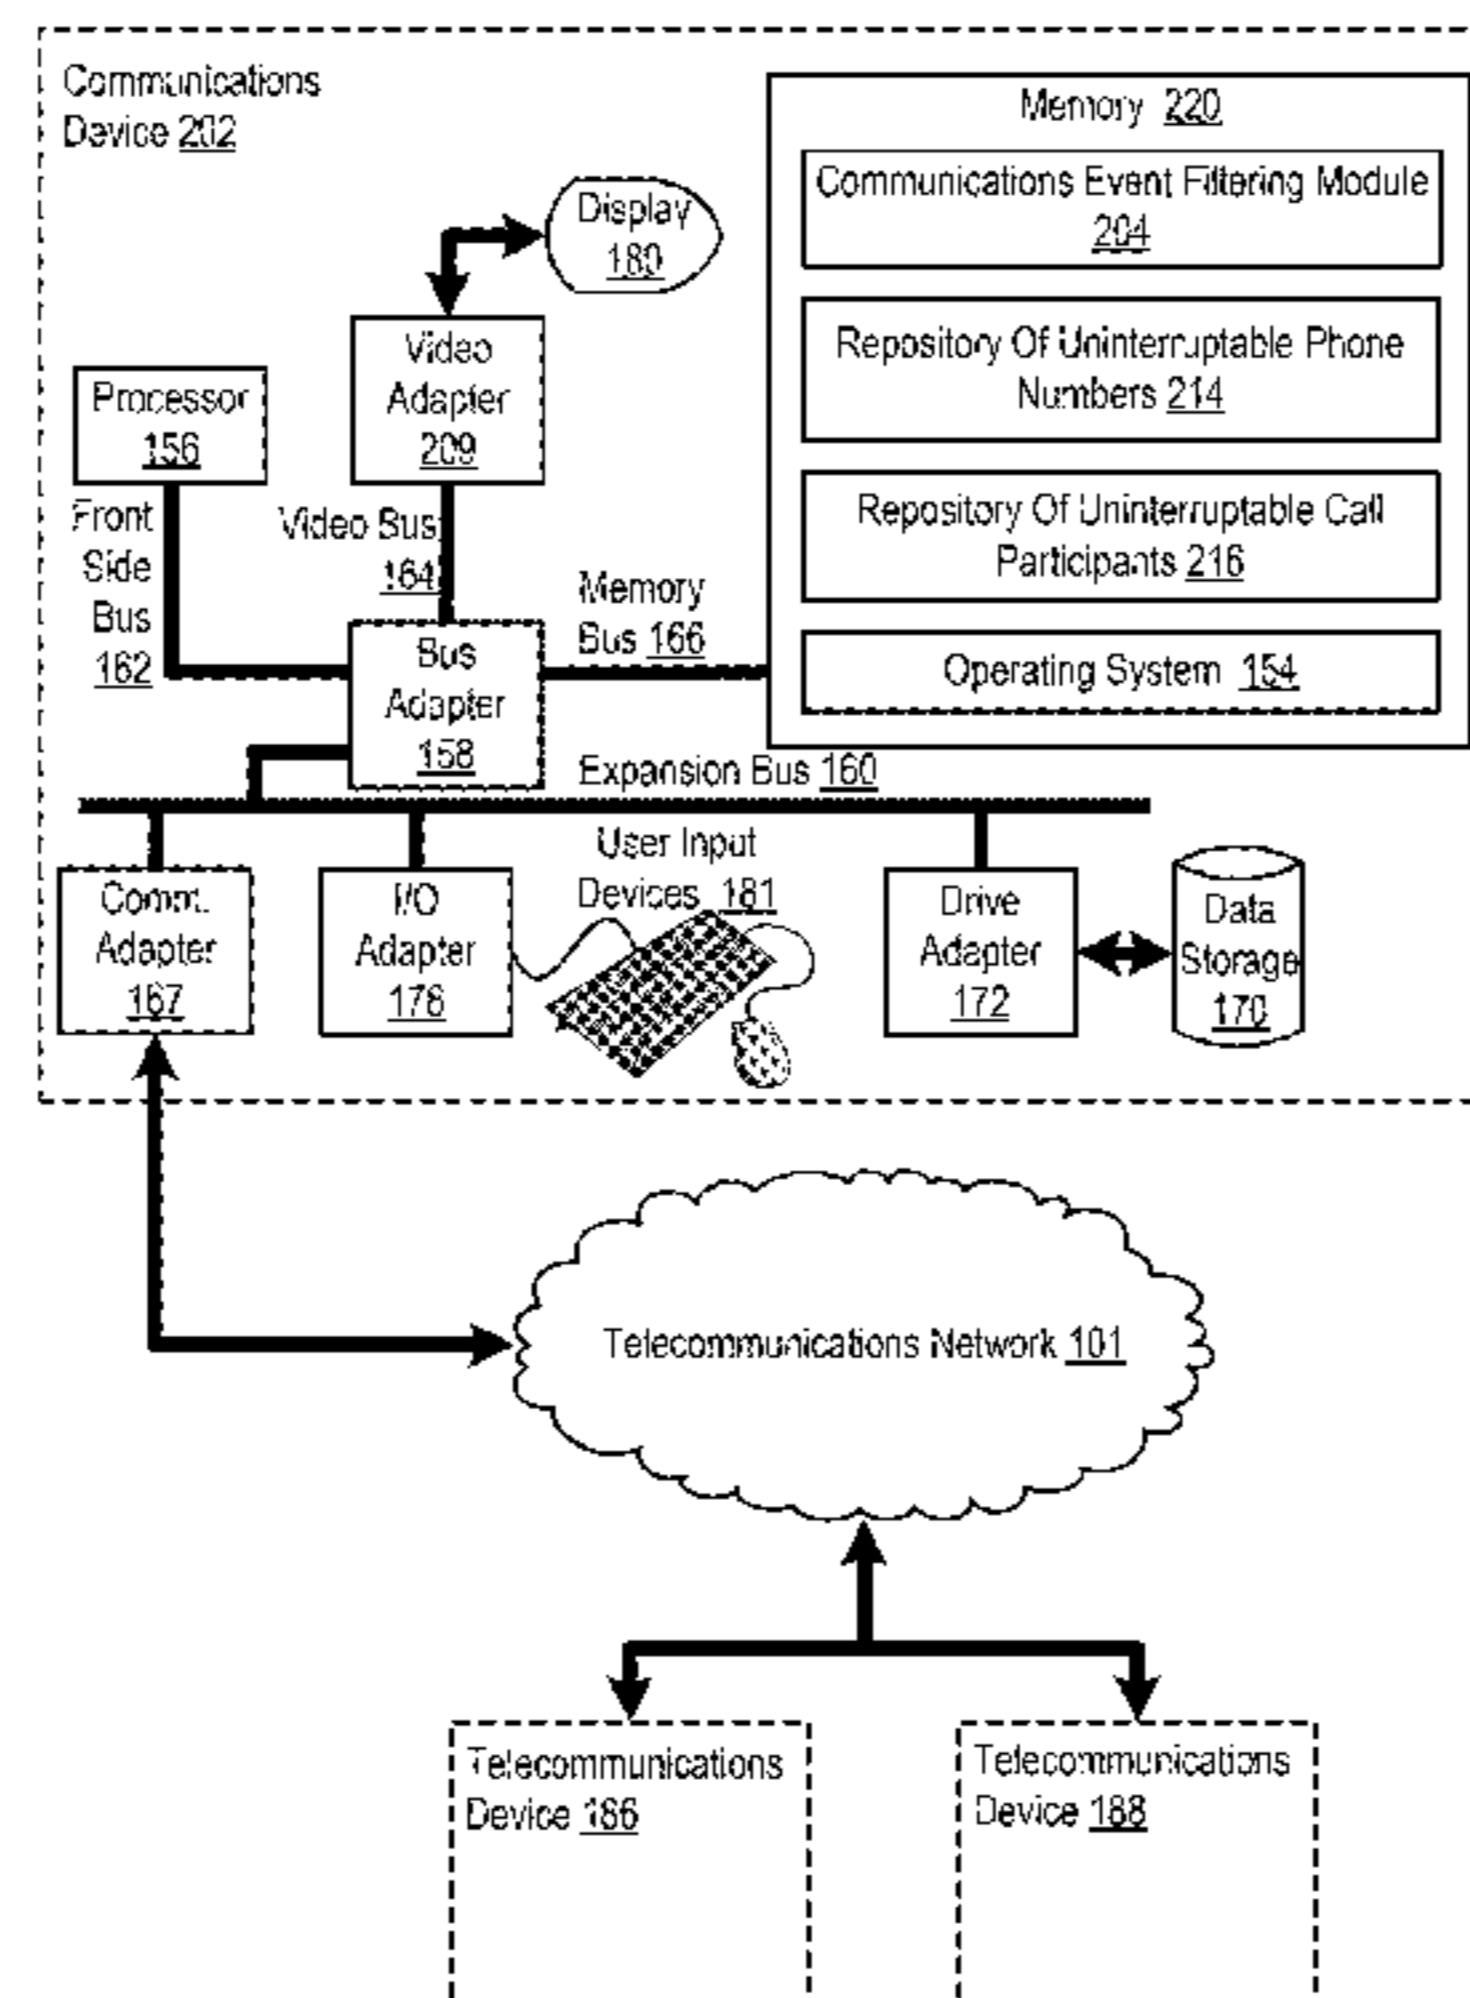 Communications
Device 202
Memory 220
Communications Event Filtering Module
204
Display
180
Repository Of Uninterruptable Phone
Numbers 214
Video
Adapter
209
Processor
156
Repository Of Uninterruptable Call
Participants 216
Front
Side
Bus
162
Video Bus
164
Memory
Bus 166
Operating System 154
Bus
Adapter
158
Expansion Bus 160
User Input
Devices 181
Comm.
Adapter
167
I/O
Adapter
178
Drive
Adapter
172
Data
Storage
170
Telecommunications Network 101
Telecommunications
Device 186
Telecommunications
Device 188